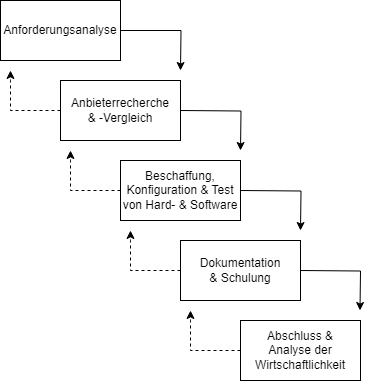 Anforderungsanalyse
Anbieterrecherche
& -Vergleich
Beschaffung,
Konfiguration & Test
von Hard- & Software
Dokumentation
& Schulung
Abschluss &
Analyse der
Wirtschaftlichkeit